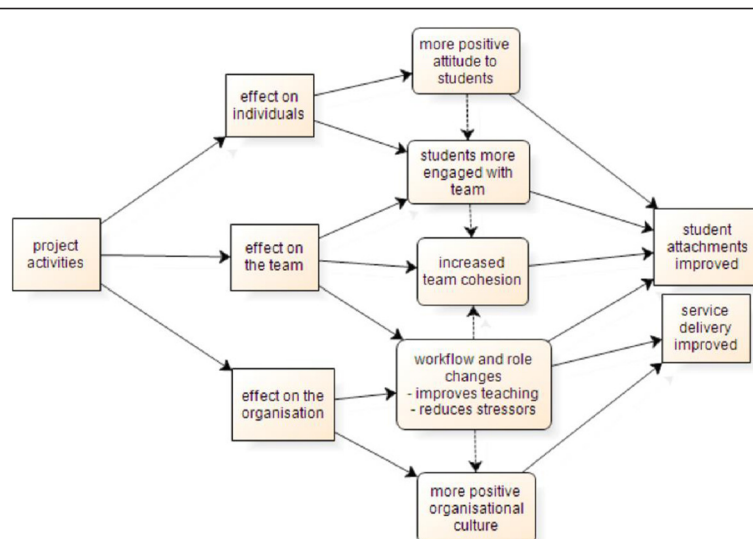 more positive
attitude to
students
effect on
individuals
students more
engaged with
team
project
activities
effect on
the team
increased
team cohesion
student
attachments
improved
service
delivery
improved
workflow and role
changes
- improves teaching
- reduces stressors
effect on the
organisation
more positive
organisational
culture